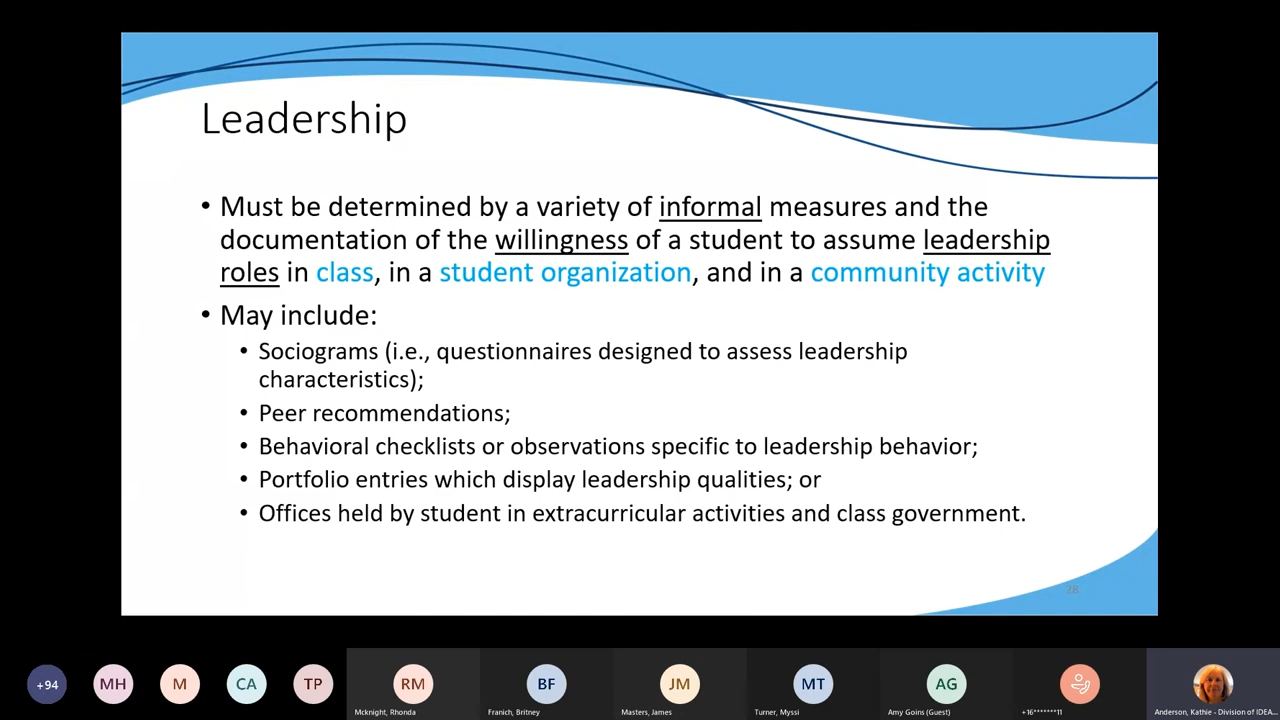 Leadership
• Must be determined by a variety of informal measures and the
documentation of the willingness of a student to assume leadership
roles in class, in a student organization, and in a community activity
• May include:
• Sociograms (i.e., questionnaires designed to assess leadership
characteristics);
• Peer recommendations;
• Behavioral checklists or observations specific to leadership behavior;
• Portfolio entries which display leadership qualities; or
• Offices held by student in extracurricular activities and class government.
28
+94 MH M CA TP RM BF JM MT AG
Mcknight, Rhonda Franich, Britney Masters, James Turner, Myssi Amy Goins (Guest) +16*******11 Anderson, Kathie - Division of IDEA...